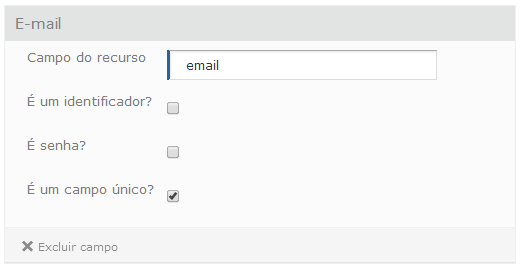 E-mail
Campo do recurso
email
É um identificador?
É senha?
É um campo único?
Excluir campo